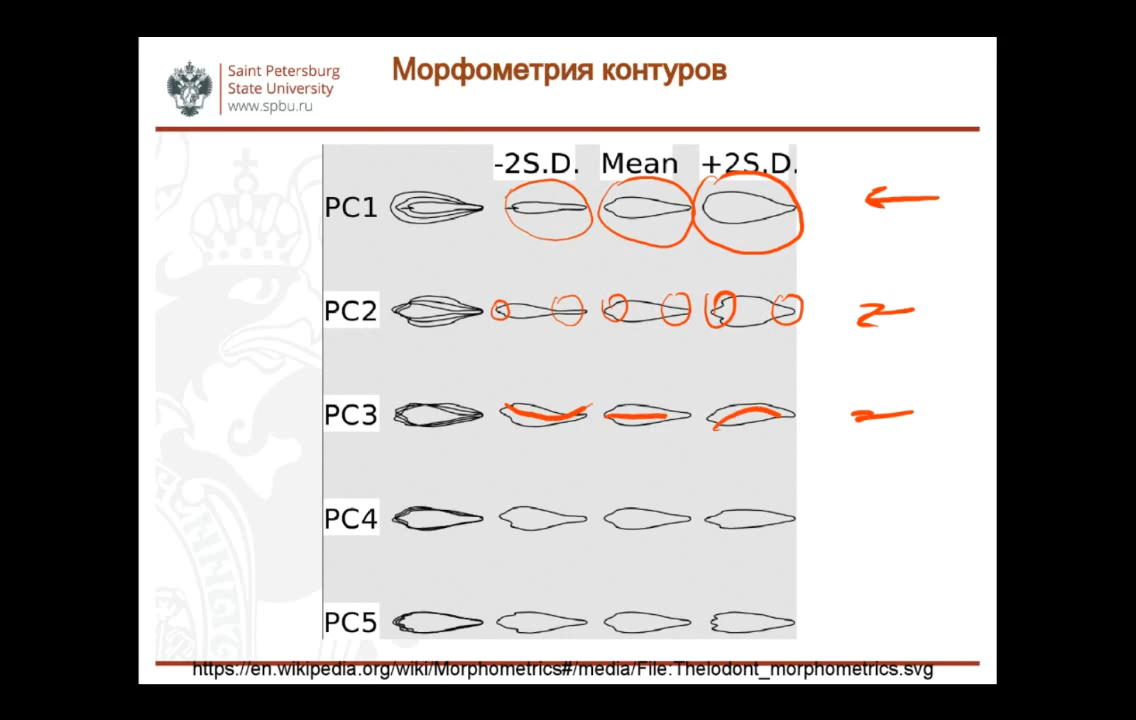 Saint Petersburg
State University
www.spbu.ru
Морфометрия контуров
-2S.D. Mean +2S.D.
PC1
PC2
PC3
PC4
PC5
https://en.wikipedia.org/wiki/Morphometrics#/media/File:Thelodont_morphometrics.svg